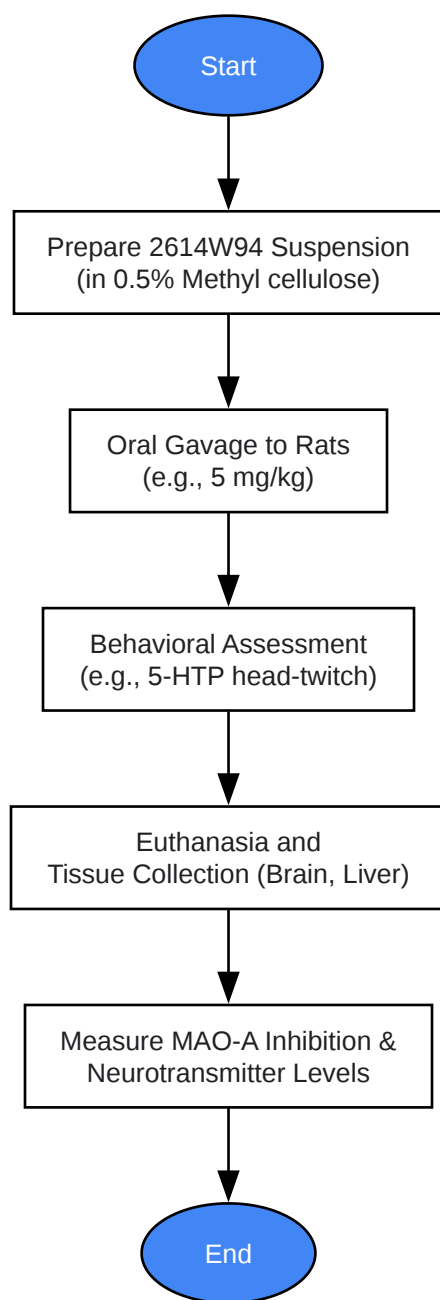 Start
Prepare 2614W94 Suspension
(in 0.5% Methyl cellulose)
Oral Gavage to Rats
(e.g., 5 mg/kg)
Behavioral Assessment
(e.g., 5-HTP head-twitch)
Euthanasia and
Tissue Collection (Brain, Liver)
Measure MAO-A Inhibition &
Neurotransmitter Levels
End